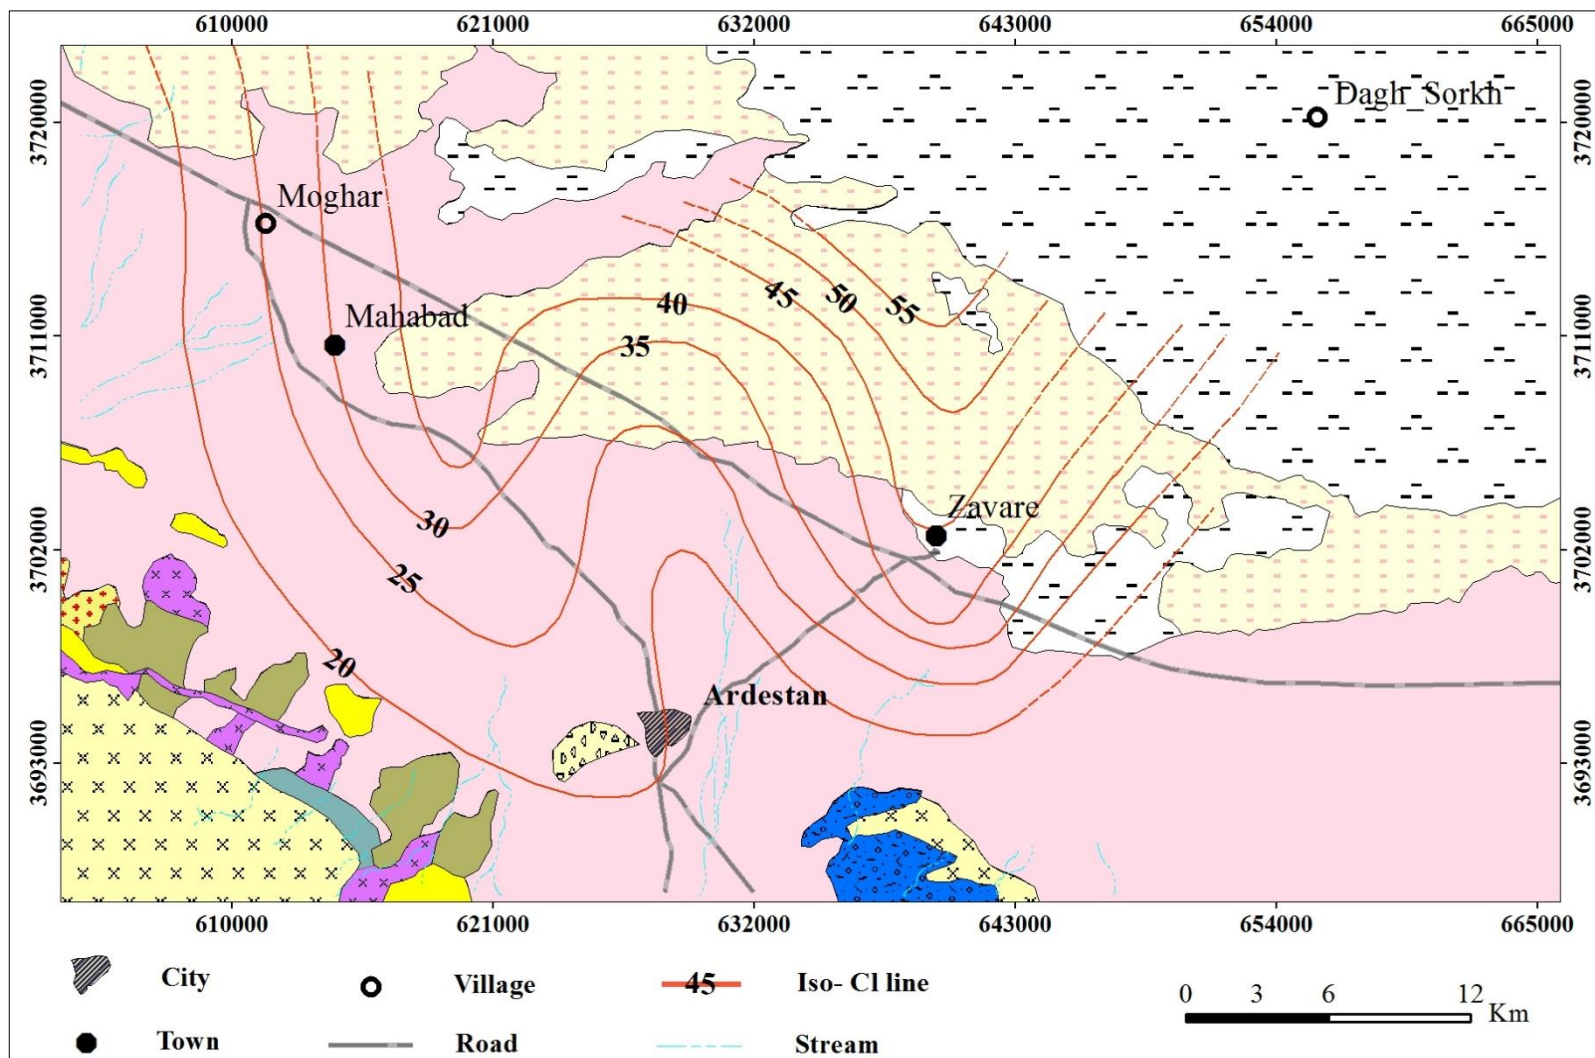 610000 621000 632000 643000 654000 665000
3720000 3720000
Dagh_Sorkh
Moghar
55
50
45
40
Mahabad
35
3711000 3711000
30
Zavare
25
3702000 3702000
20
Ardestan
3693000 3693000
610000 621000 632000 643000 654000 665000
City Village 45 Iso- Cl line
0 3 6 12 Km
Town Road Stream